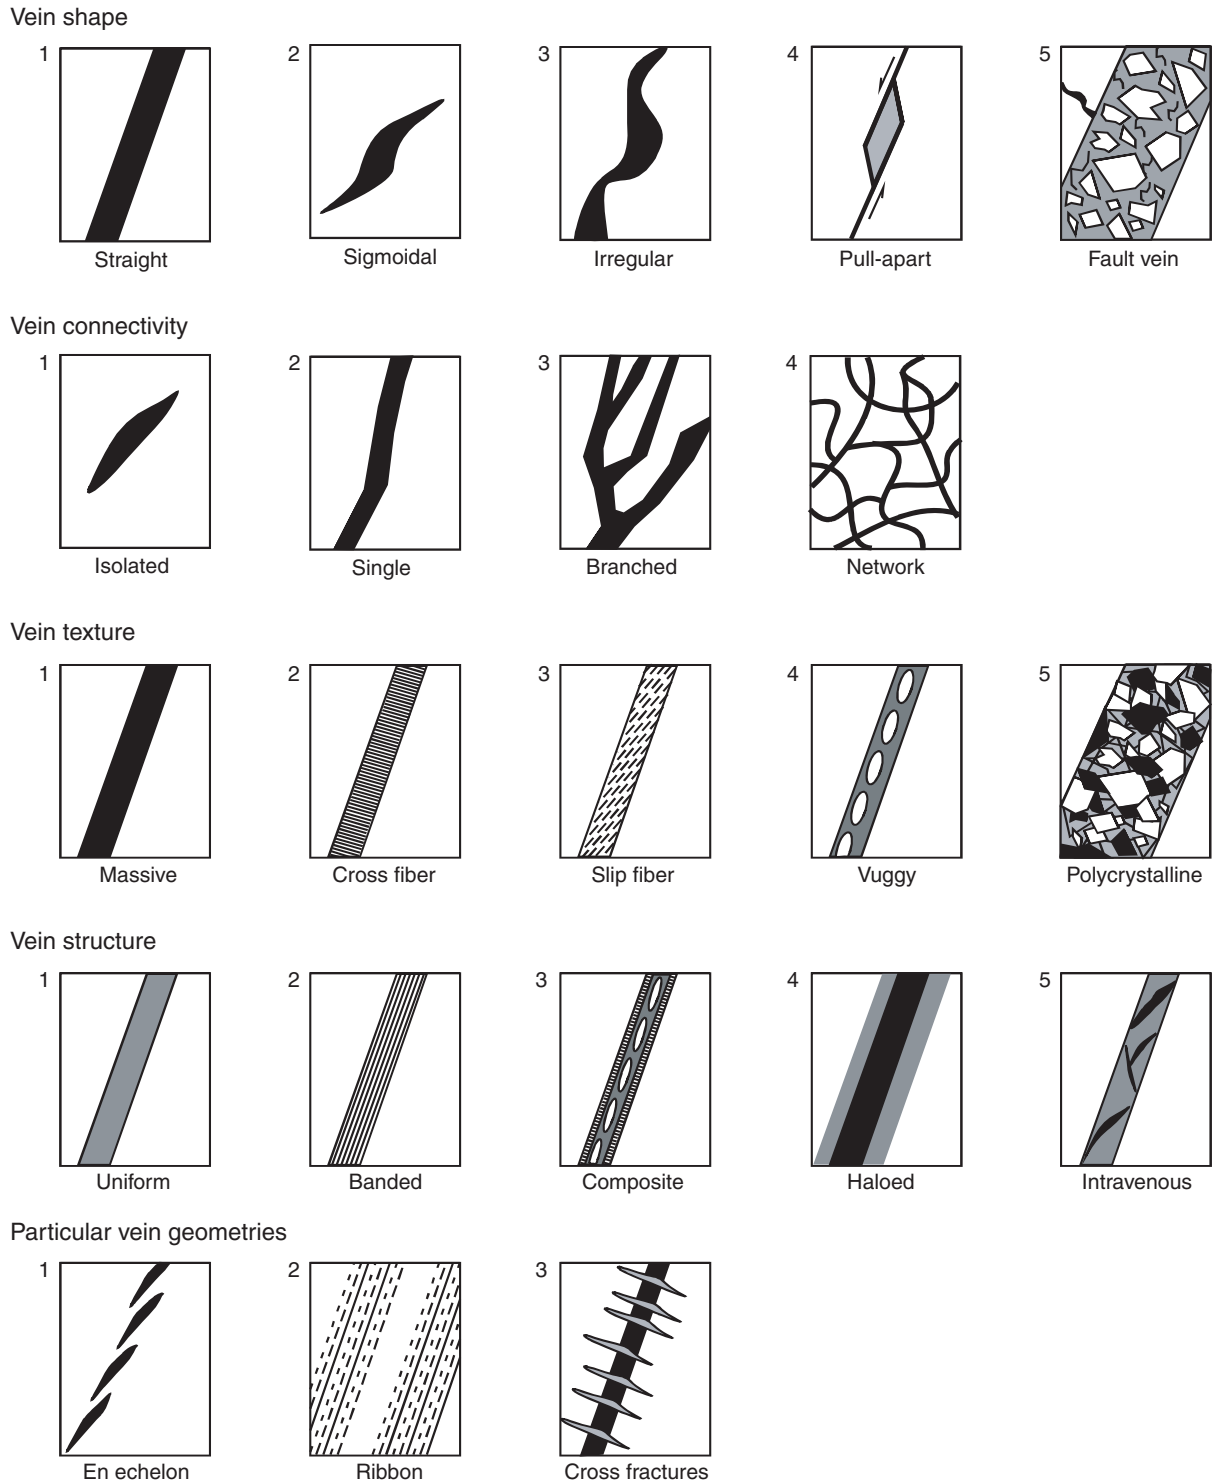 Vein shape
1 2 3 4 5
Straight Sigmoidal Irregular Pull-apart Fault vein
Vein connectivity
1 2 3 4
Isolated Single Branched Network
Vein texture
1 2 3 4 5
Massive Cross fiber Slip fiber Vuggy Polycrystalline
Vein structure
1 2 3 4 5
Uniform Banded Composite Haloed Intravenous
Particular vein geometries
1 2 3
En echelon Ribbon Cross fractures